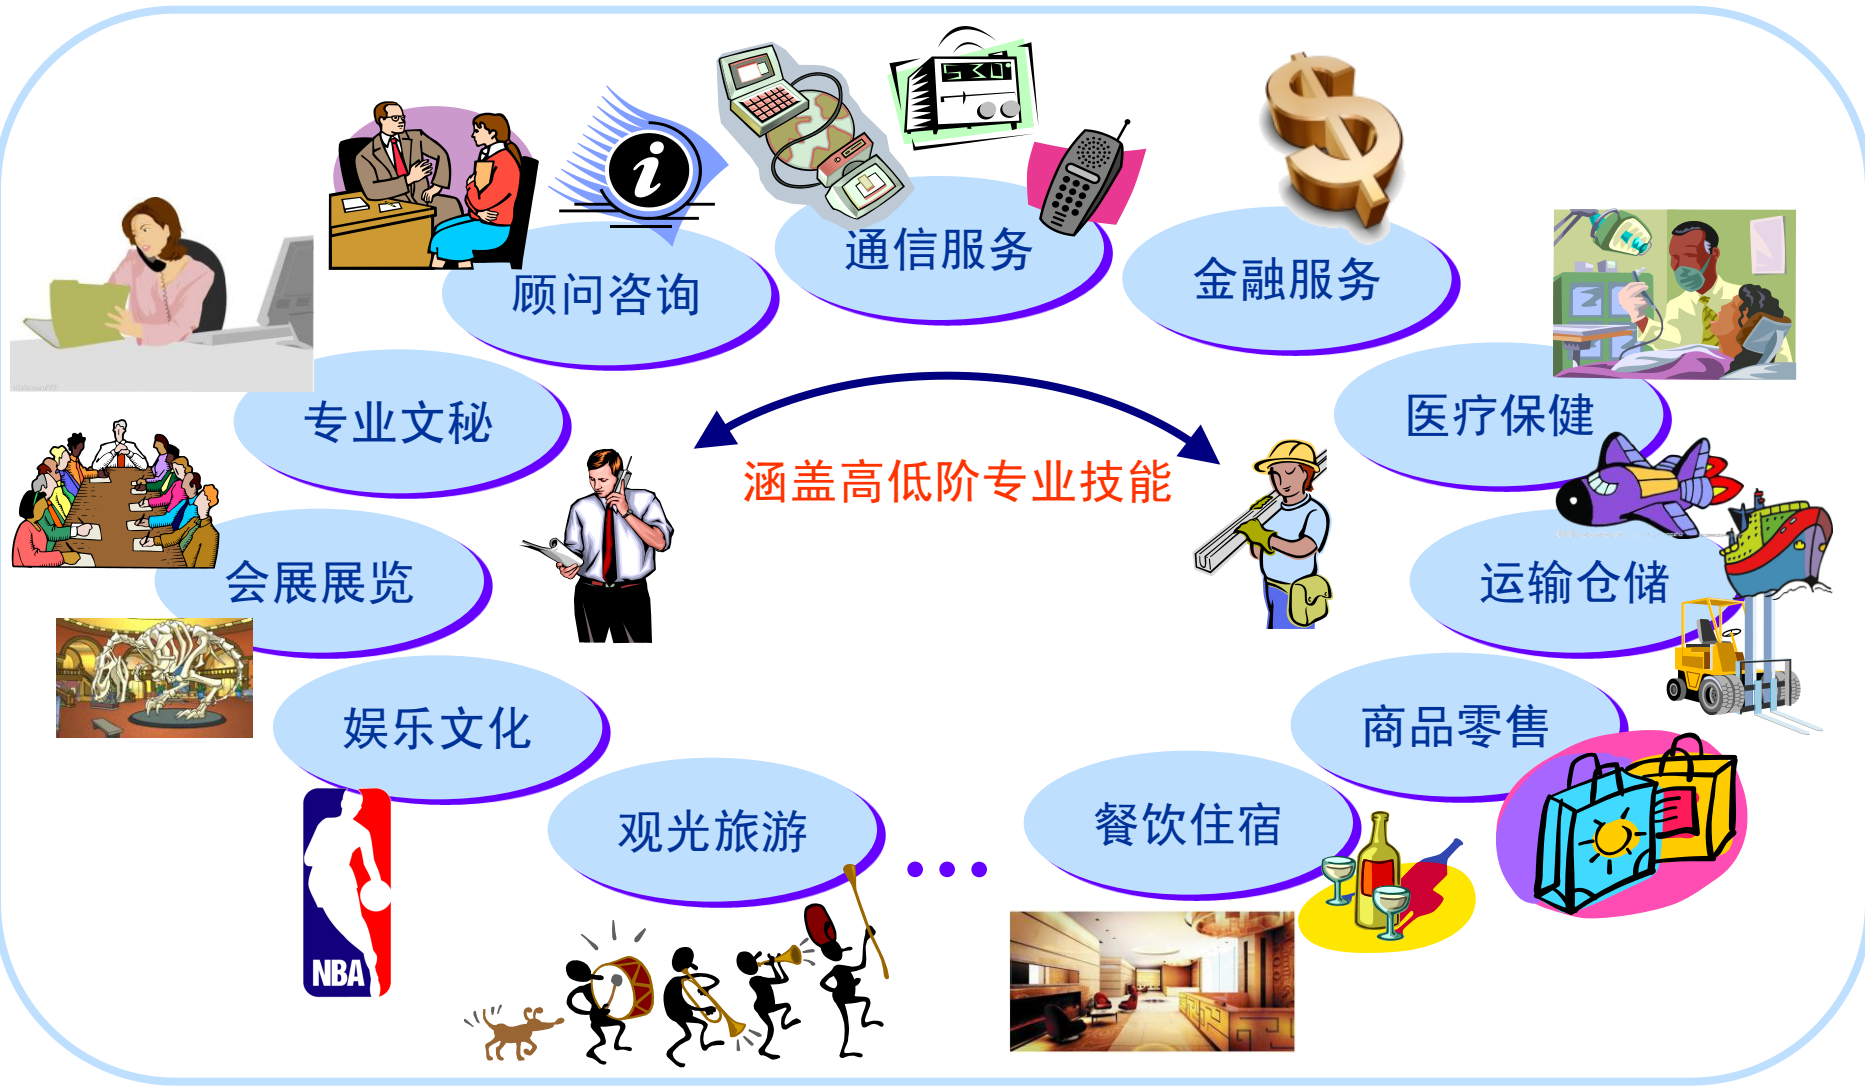 530
通信服务
金融服务
顾问咨询
医疗保健
专业文秘
涵盖高低阶专业技能
会展展览
运输仓储
娱乐文化
商品零售
观光旅游
餐饮住宿
NBA